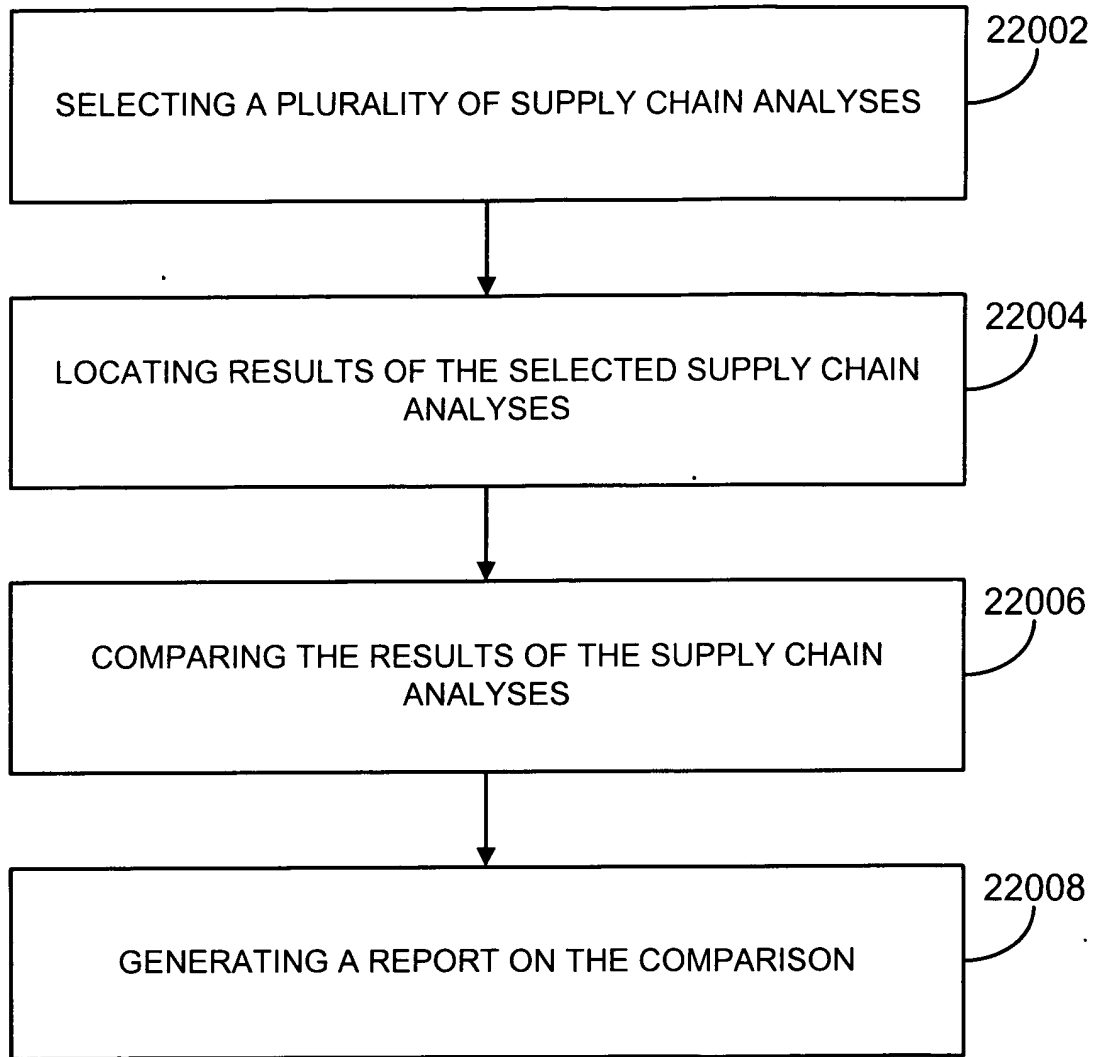 22002
SELECTING A PLURALITY OF SUPPLY CHAIN ANALYSES
22004
LOCATING RESULTS OF THE SELECTED SUPPLY CHAIN
ANALYSES
22006
COMPARING THE RESULTS OF THE SUPPLY CHAIN
ANALYSES
22008
GENERATING A REPORT ON THE COMPARISON